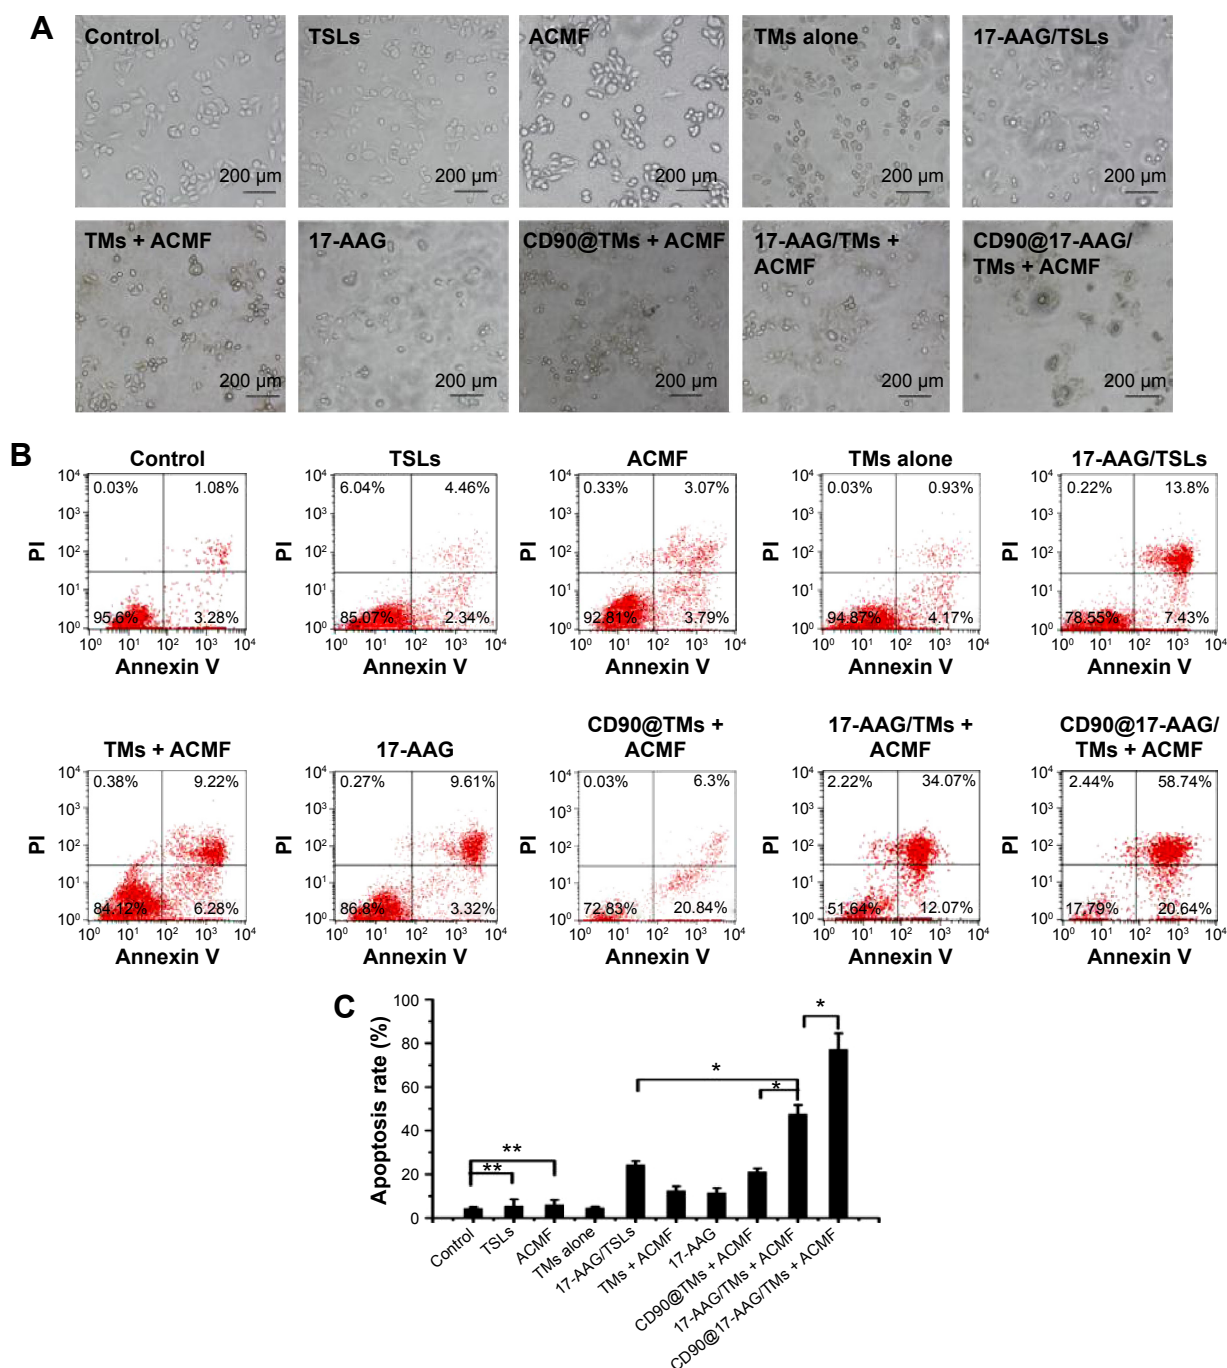 A
Control
TSLs
ACMF
TMs alone
17-AAG/TSLs
200 µm
200 µm
200 µm
200 µm
200 µm
TMs + ACMF
17-AAG
CD90@TMs + ACMF
17-AAG/TMs +
ACMF
CD90@17-AAG/
TMs + ACMF
200 µm
200 µm
200 µm
200 µm
200 µm
B
Control
PI
10⁴
10³
10²
10¹
10⁰
0.03%
1.08%
95.6%
3.28%
10⁰ 10¹ 10² 10³ 10⁴
Annexin V
TSLs
PI
10⁴
10³
10²
10¹
10⁰
6.04%
4.46%
85.07%
2.34%
10⁰ 10¹ 10² 10³ 10⁴
Annexin V
ACMF
PI
10⁴
10³
10²
10¹
10⁰
0.33%
3.07%
92.81%
3.79%
10⁰ 10¹ 10² 10³ 10⁴
Annexin V
TMs alone
PI
10⁴
10³
10²
10¹
10⁰
0.03%
0.93%
94.87%
4.17%
10⁰ 10¹ 10² 10³ 10⁴
Annexin V
17-AAG/TSLs
PI
10⁴
10³
10²
10¹
10⁰
0.22%
13.8%
78.55%
7.43%
10⁰ 10¹ 10² 10³ 10⁴
Annexin V
TMs + ACMF
PI
10⁴
10³
10²
10¹
10⁰
0.38%
9.22%
84.12%
6.28%
10⁰ 10¹ 10² 10³ 10⁴
Annexin V
17-AAG
PI
10⁴
10³
10²
10¹
10⁰
0.27%
9.61%
86.8%
3.32%
10⁰ 10¹ 10² 10³ 10⁴
Annexin V
CD90@TMs +
ACMF
PI
10⁴
10³
10²
10¹
10⁰
0.03%
6.3%
72.83%
20.84%
10⁰ 10¹ 10² 10³ 10⁴
Annexin V
17-AAG/TMs +
ACMF
PI
10⁴
10³
10²
10¹
10⁰
2.22%
34.07%
51.64%
12.07%
10⁰ 10¹ 10² 10³ 10⁴
Annexin V
CD90@17-AAG/
TMs + ACMF
PI
10⁴
10³
10²
10¹
10⁰
2.44%
58.74%
17.79%
20.64%
10⁰ 10¹ 10² 10³ 10⁴
Annexin V
C
Apoptosis rate (%)
100
80
60
40
20
0
**
**
*
*
*
Control
TSLs
ACMF
TMs alone
17-AAG/TSLs
TMs + ACMF
17-AAG
CD90@TMs + ACMF
17-AAG/TMs + ACMF
CD90@17-AAG/TMs + ACMF